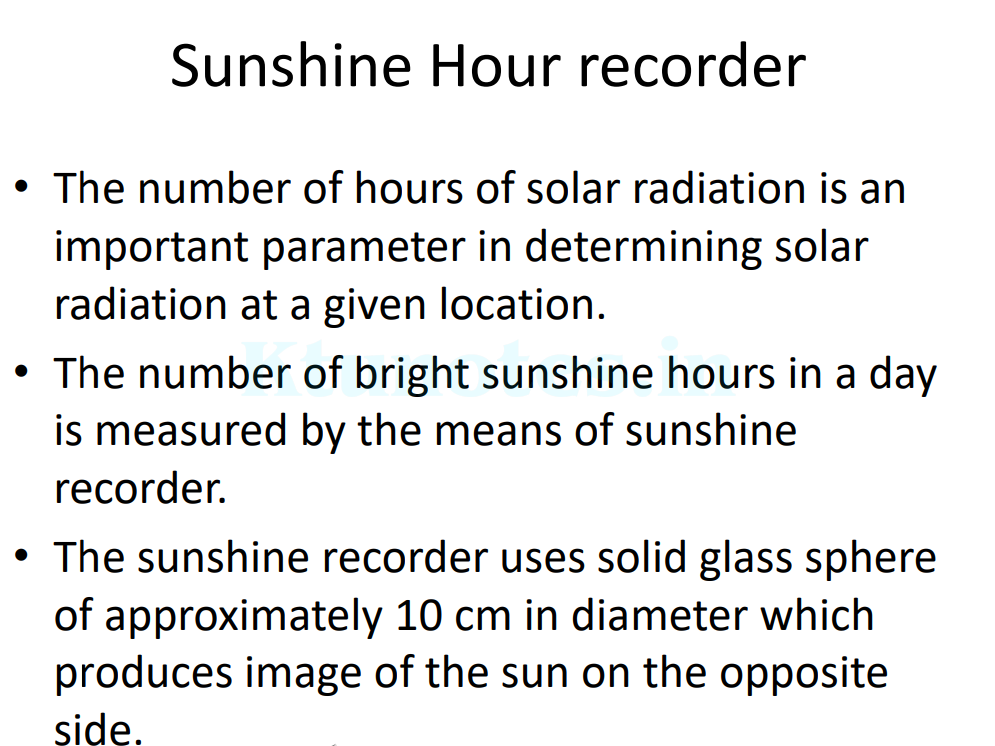 Sunshine Hour recorder
• The number of hours of solar radiation is an
important parameter in determining solar
radiation at a given location.
Ktunotes.in
• The number of bright sunshine hours in a day
is measured by the means of sunshine
recorder.
• The sunshine recorder uses solid glass sphere
of approximately 10 cm in diameter which
produces image of the sun on the opposite
side.